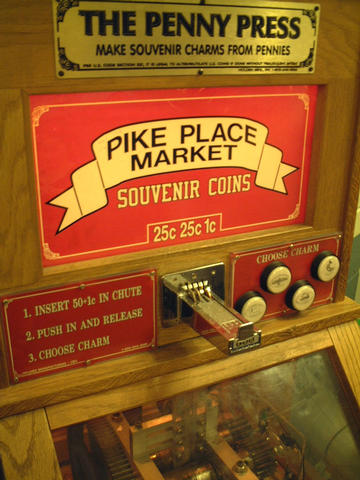 THE PENNY PRESS
MAKE SOUVENIR CHARMS FROM PENNIES
PIKE PLACE
MARKET
SOUVENIR COINS
25c 25c 1c
CHOOSE CHARM
1. INSERT 50+1c IN CHUTE
2. PUSH IN AND RELEASE
3. CHOOSE CHARM